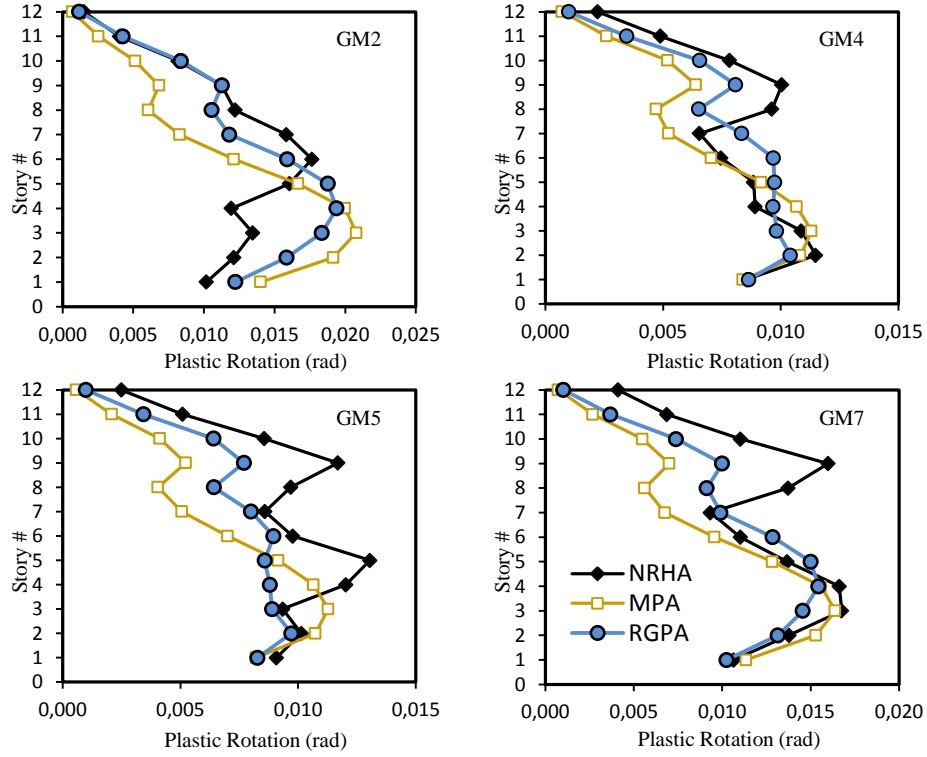 12
11
10
9
8
7
6
5
4
3
2
1
0
Story #
GM2
0,000 0,005 0,010 0,015 0,020 0,025
Plastic Rotation (rad)
12
11
10
9
8
7
6
5
4
3
2
1
0
Story #
GM4
0,000 0,005 0,010 0,015
Plastic Rotation (rad)
12
11
10
9
8
7
6
5
4
3
2
1
0
Story #
GM5
0,000 0,005 0,010 0,015
Plastic Rotation (rad)
12
11
10
9
8
7
6
5
4
3
2
1
0
Story #
GM7
NRHA
MPA
RGPA
0,000 0,005 0,010 0,015 0,020
Plastic Rotation (rad)